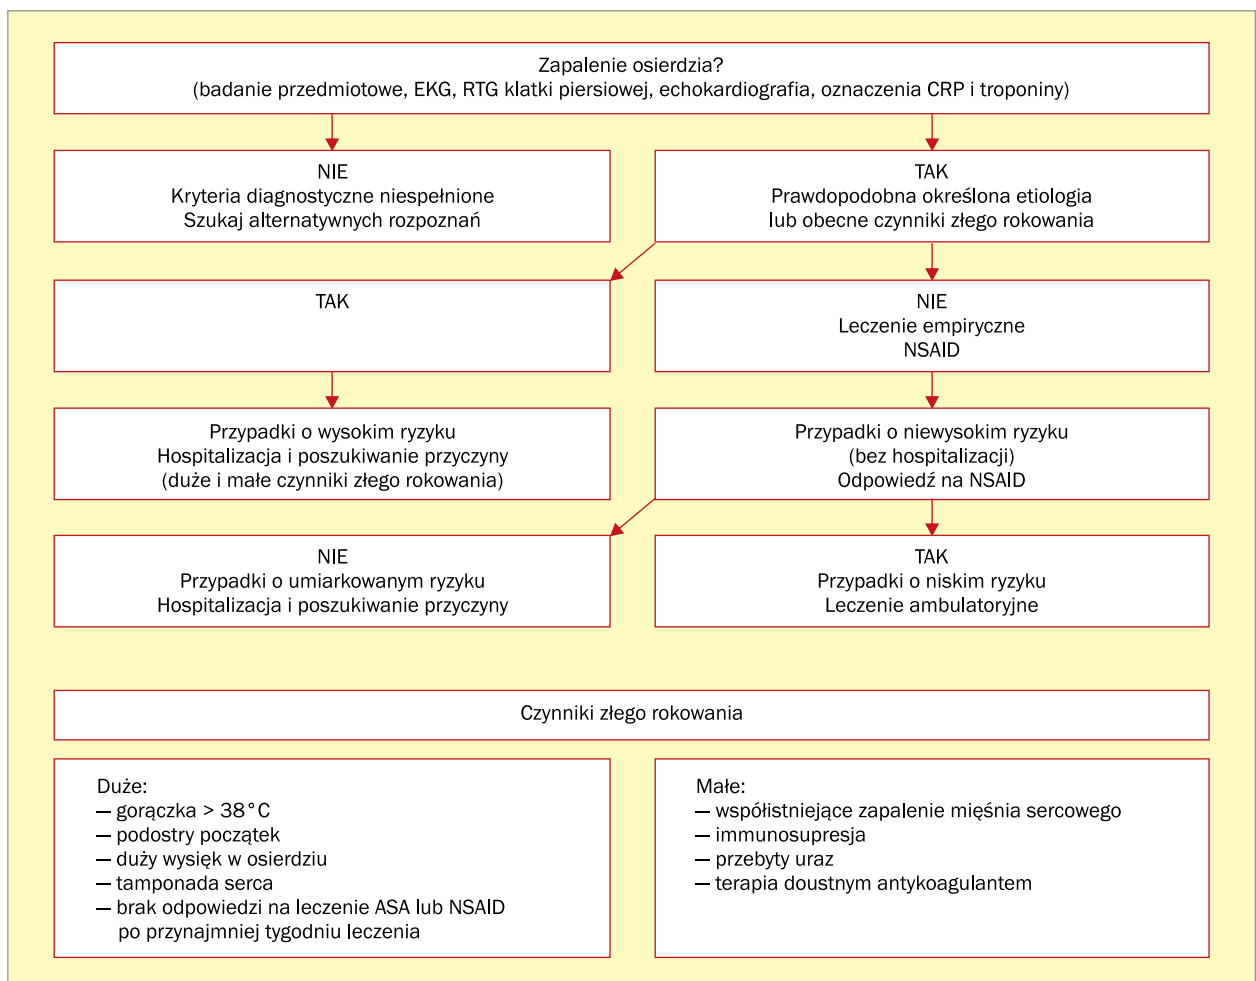 Zapalenie osierdzia?
(badanie przedmiotowe, EKG, RTG klatki piersiowej, echokardiografia, oznaczenia CRP i troponiny)
NIE
Kryteria diagnostyczne niespełnione
Szukaj alternatywnych rozpoznań
TAK
Prawdopodobna określona etiologia
lub obecne czynniki złego rokowania
TAK
NIE
Leczenie empiryczne
NSAID
Przypadki o wysokim ryzyku
Hospitalizacja i poszukiwanie przyczyny
(duże i małe czynniki złego rokowania)
Przypadki o niewysokim ryzyku
(bez hospitalizacji)
Odpowiedź na NSAID
NIE
Przypadki o umiarkowanym ryzyku
Hospitalizacja i poszukiwanie przyczyny
TAK
Przypadki o niskim ryzyku
Leczenie ambulatoryjne
Czynniki złego rokowania
Duże:
— gorączka > 38°C
— podostry początek
— duży wysięk w osierdziu
— tamponada serca
— brak odpowiedzi na leczenie ASA lub NSAID
po przynajmniej tygodniu leczenia
Małe:
— współistniejące zapalenie mięśnia sercowego
— immunosupresja
— przebyty uraz
— terapia doustnym antykoagulantem